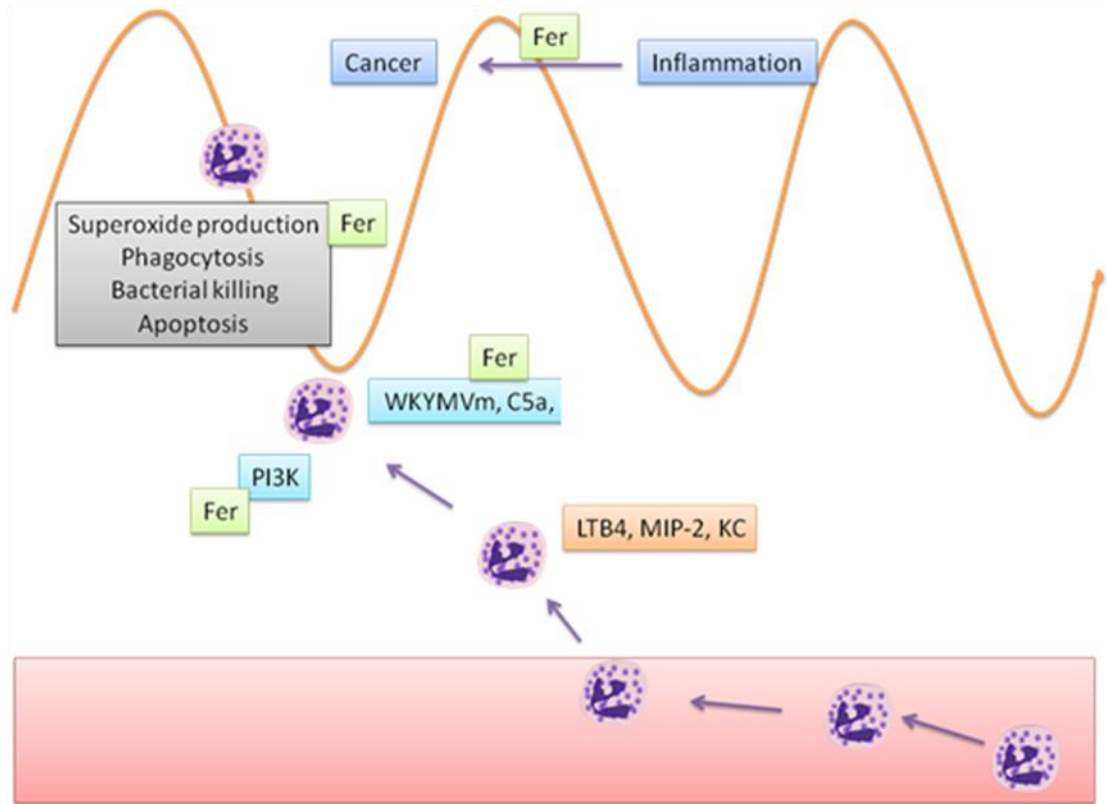 Fer
Cancer
Inflammation
Superoxide production
Phagocytosis
Bacterial killing
Apoptosis
Fer
Fer
WKYMVm, C5a,
PI3K
Fer
LTB4, MIP-2, KC